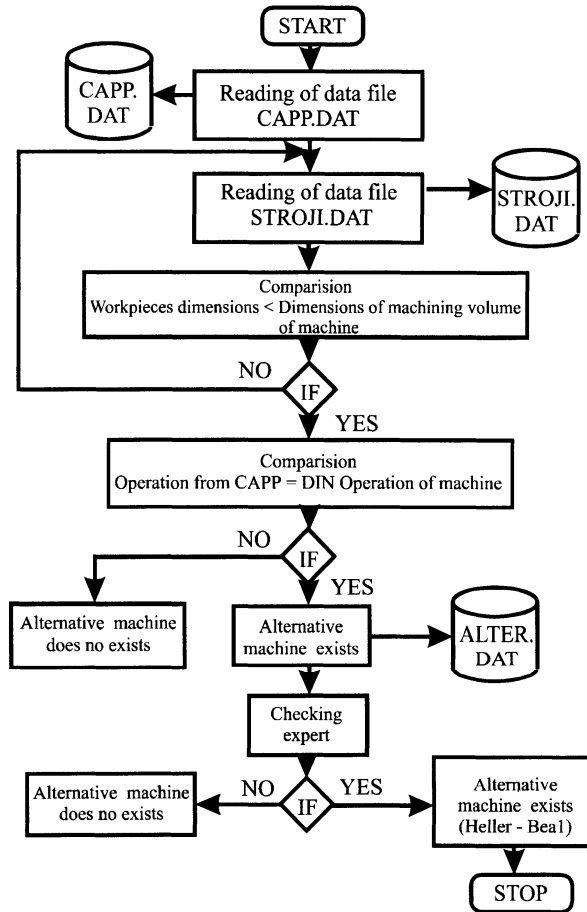 START
CAPP.
DAT
Reading of data file
CAPP.DAT
Reading of data file
STROJI.DAT
STROJI.
DAT
Comparision
Workpieces dimensions < Dimensions of machining volume
of machine
NO
IF
YES
Comparision
Operation from CAPP = DIN Operation of machine
NO
IF
YES
Alternative machine
does no exists
Alternative
machine exists
ALTER.
DAT
Checking
expert
NO
IF
YES
Alternative machine
does no exists
Alternative
machine exists
(Heller - Bea1)
STOP